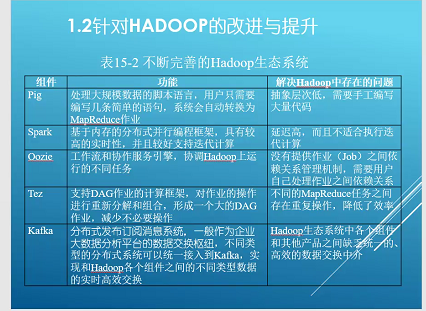 1.2针对HADOOP的改进与提升
表15-2 不断完善的Hadoop生态系统
组件 功能 解决Hadoop中存在的问题
Pig 处理大规模数据的脚本语言，用户只需要 抽象层次低，需要手工编写
编写几条简单的语句，系统会自动转换为 大量代码
MapReduce作业
Spark 基于内存的分布式并行编程框架，具有较 延迟高，而且不适合执行迭
高的实时性，并且较好支持迭代计算 代计算
Oozie 工作流和协作服务引擎，协调Hadoop上运 没有提供作业（Job）之间依
行的不同任务 赖关系管理机制，需要用户
自己处理作业之间依赖关系
Tez 支持DAG作业的计算框架，对作业的操作 不同的MapReduce任务之间
进行重新分解和组合，形成一个大的DAG 存在重复操作，降低了效率
作业，减少不必要操作
Kafka 分布式发布订阅消息系统，一般作为企业 Hadoop生态系统中各个组件
大数据分析平台的数据交换枢纽，不同类 和其他产品之间缺乏统一的、
型的分布式系统可以统一接入到Kafka，实 高效的数据交换中介
现和Hadoop各个组件之间的不同类型数据
的实时高效交换